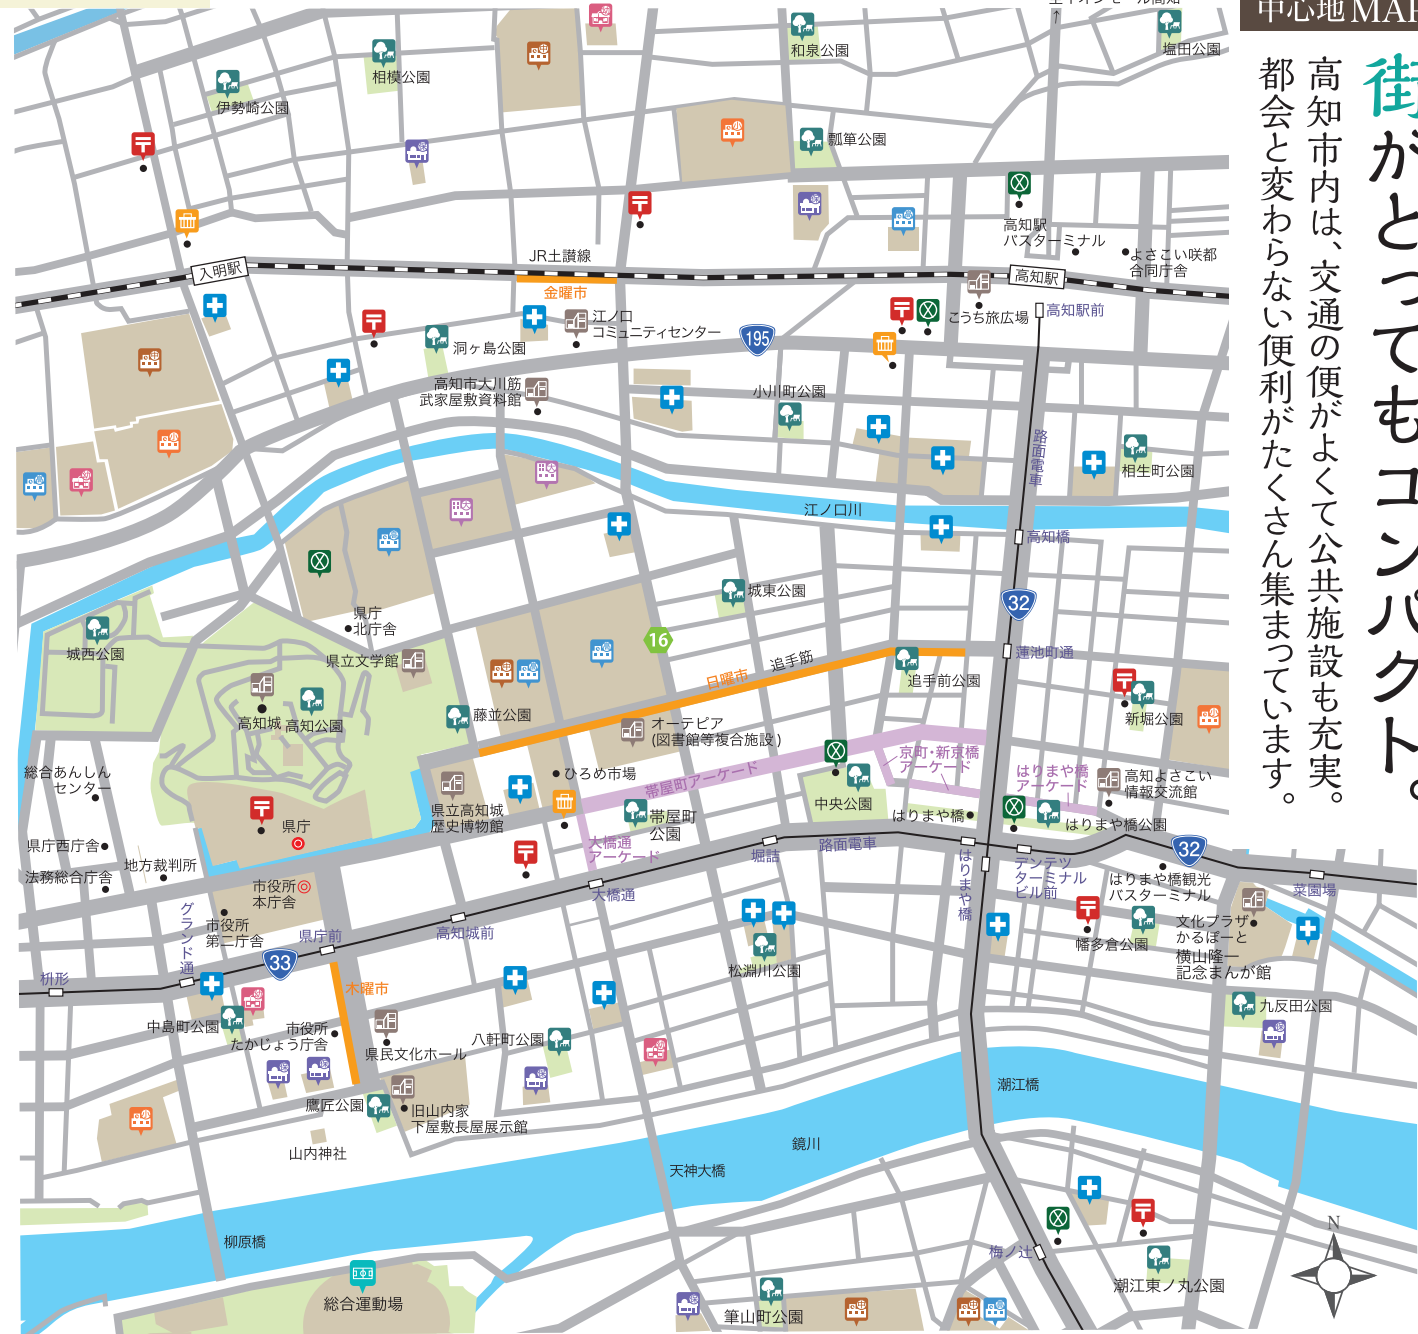 中心地MAP
街がとってもコンパクト。
高知市内は、交通の便がよくて公共施設も充実。
都会と変わらない便利がたくさん集まっています。
和泉公園
塩田公園
相模公園
伊勢崎公園
瓢箪公園
高知駅
バスターミナル
よさこい咲都
合同庁舎
JR土讃線
入明駅
高知駅
金曜市
こうち旅広場
高知駅前
江ノ口
コミュニティセンター
洞ヶ島公園
195
高知市大川筋
武家屋敷資料館
小川町公園
路面電車
相生町公園
江ノ口川
高知橋
城東公園
32
県庁
北庁舎
16
城西公園
県立文学館
追手筋
蓮池町通
日曜市
追手前公園
高知城
高知公園
藤並公園
オーテピア
(図書館等複合施設)
新堀公園
京町・新京橋
アーケード
総合あんしん
センター
ひろめ市場
帯屋町アーケード
はりまや橋
アーケード
高知よさこい
情報交流館
県立高知城
歴史博物館
帯屋町
公園
中央公園
はりまや橋
はりまや橋公園
県庁
県庁西庁舎
大橋通
アーケード
堀詰
路面電車
32
地方裁判所
法務総合庁舎
はりまや橋
デンテツ
ターミナル
ビル前
はりまや橋観光
バスターミナル
菜園場
市役所
本庁舎
大橋通
グランド通
市役所
第二庁舎
県庁前
高知城前
文化プラザ
かるぽーと
幡多倉公園
横山隆一
記念まんが館
33
松淵川公園
枡形
木曜市
九反田公園
中島町公園
市役所
たかじょう庁舎
県民文化ホール
八軒町公園
潮江橋
鷹匠公園
旧山内家
下屋敷長屋展示館
鏡川
山内神社
天神大橋
柳原橋
梅ノ辻
N
潮江東ノ丸公園
総合運動場
筆山町公園